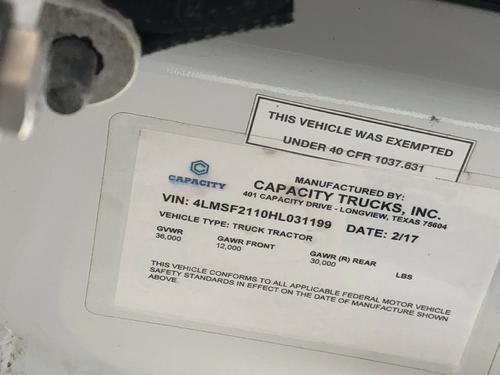 THIS VEHICLE WAS EXEMPTED
UNDER 40 CFR 1037.631
CAPACITY
MANUFACTURED BY:
CAPACITY TRUCKS, INC.
401 CAPACITY DRIVE - LONGVIEW, TEXAS 75604
VIN: 4LMSF2110HL031199 DATE: 2/17
VEHICLE TYPE: TRUCK TRACTOR
GVWR GAWR FRONT GAWR (R) REAR
36,000 12,000 30,000 LBS
THIS VEHICLE CONFORMS TO ALL APPLICABLE FEDERAL MOTOR VEHICLE
SAFETY STANDARDS IN EFFECT ON THE DATE OF MANUFACTURE SHOWN
ABOVE.